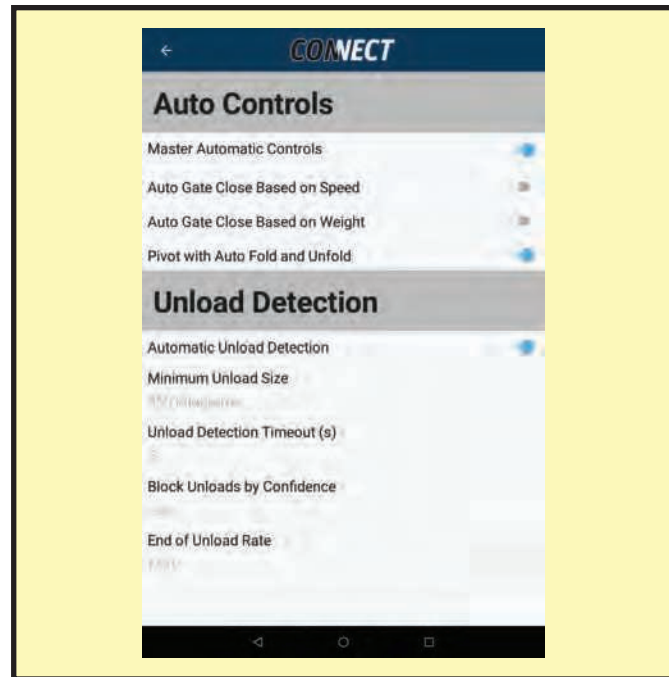 CONNECT
Auto Controls
Master Automatic Controls
Auto Gate Close Based on Speed
Auto Gate Close Based on Weight
Pivot with Auto Fold and Unfold
Unload Detection
Automatic Unload Detection
Minimum Unload Size
Unload Detection Timeout (s)
Block Unloads by Confidence
End of Unload Rate